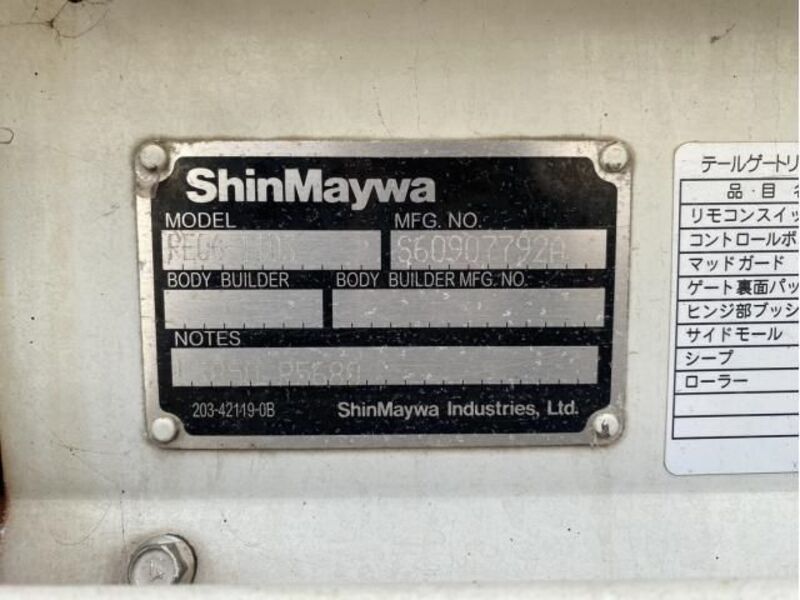 ShinMaywa
MODEL
MFG. NO.
S60907792A
BODY BUILDER
BODY BUILDER MFG. NO.
NOTES
203-42119-0B
ShinMaywa Industries, Ltd.
テールゲートリ
品・目
リモコンスイッ
コントロールボ
マッドガード
ゲート裏面パッ
ヒンジ部ブッシ
サイドモール
シープ
ローラー